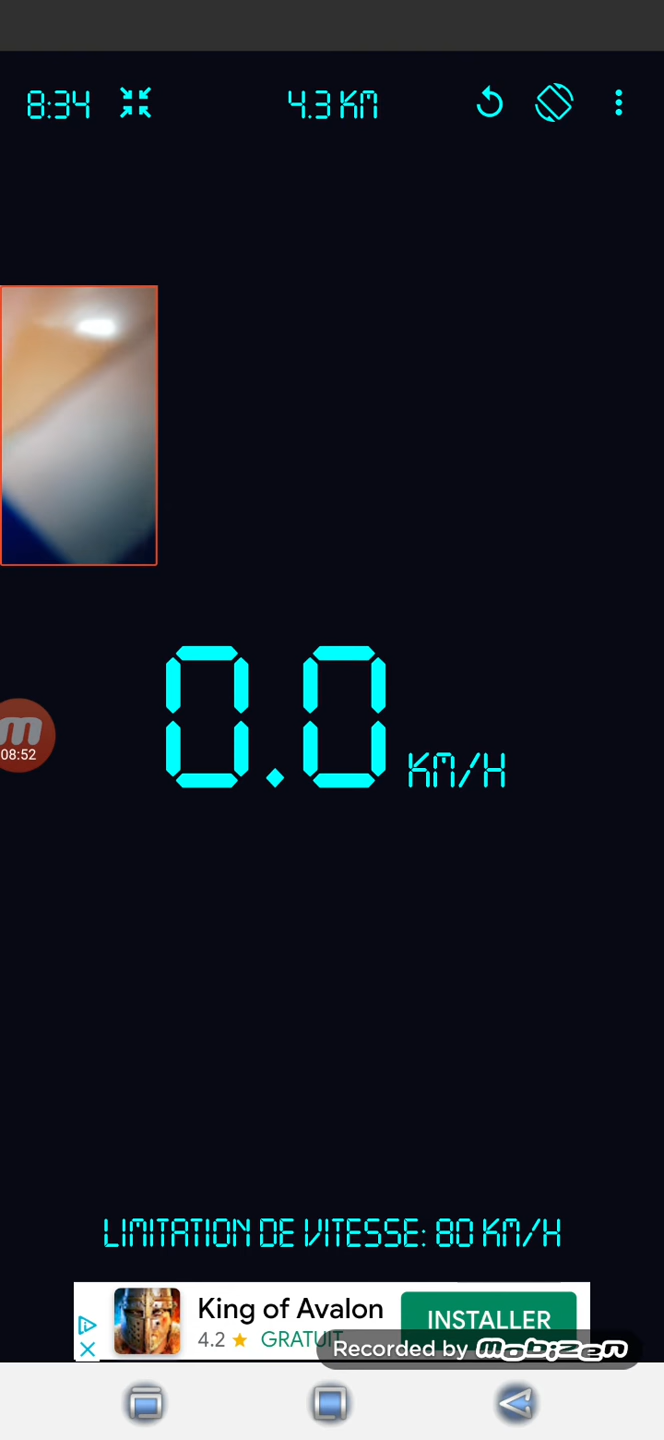 8:34
4.3 KM
08:52
0.0 KM/H
LIMITATION DE VITESSE: 80 KM/H
King of Avalon
4.2 ★ GRATUIT
INSTALLER
Recorded by mobizen